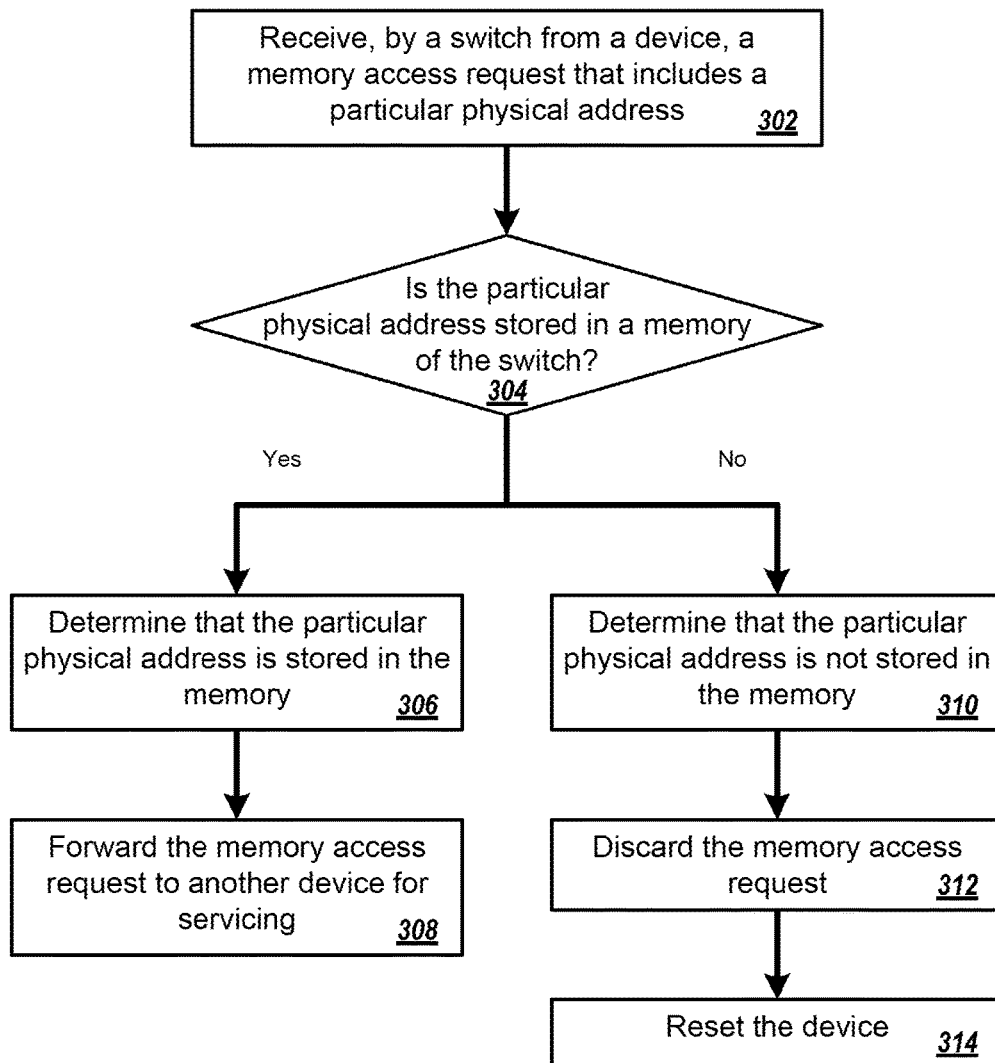 Receive, by a switch from a device, a
memory access request that includes a
particular physical address
302
Is the particular
physical address stored in a memory
of the switch?
304
Yes
No
Determine that the particular
physical address is stored in the
memory
306
Determine that the particular
physical address is not stored in
the memory
310
Forward the memory access
request to another device for
servicing
308
Discard the memory access
request
312
Reset the device
314